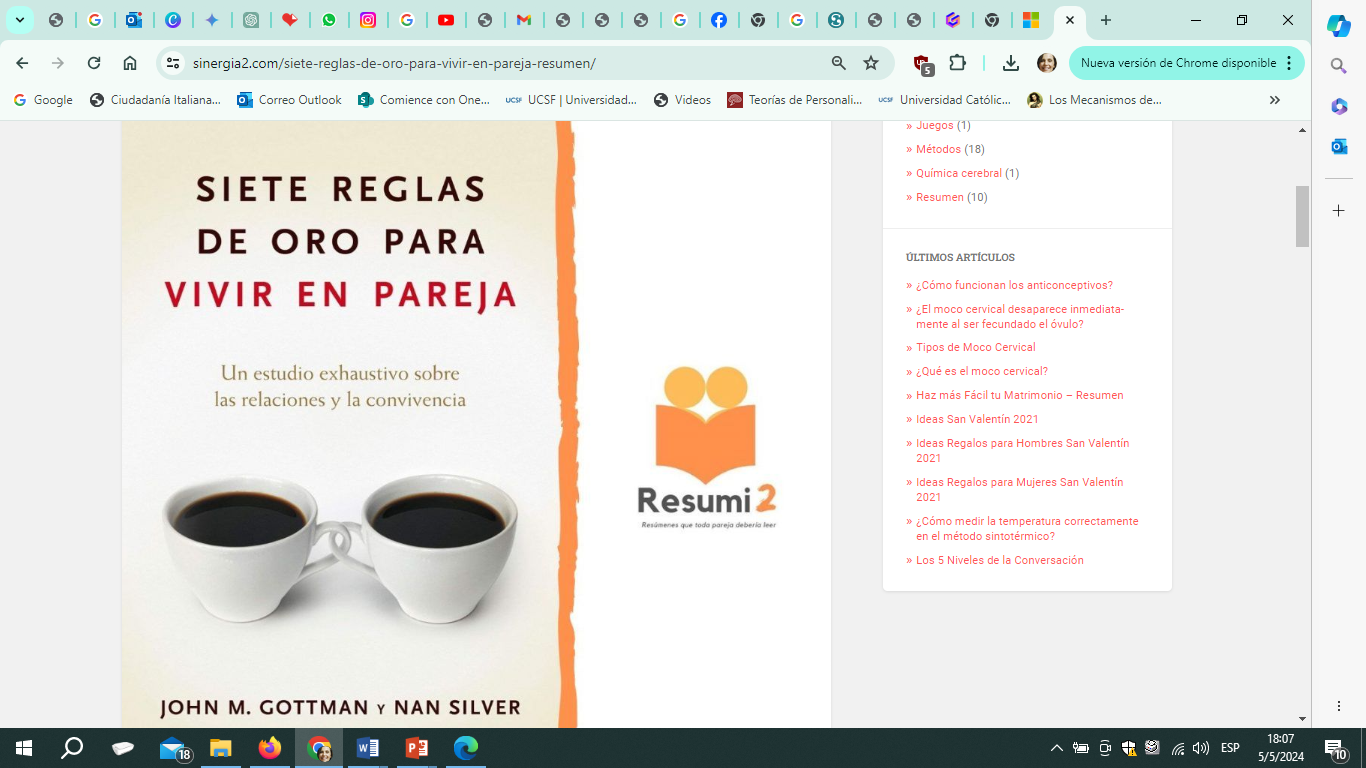 sinergia2.com/siete-reglas-de-oro-para-vivir-en-pareja-resumen/
5
Nueva versión de Chrome disponible
Google
Ciudadanía Italiana...
Correo Outlook
Comience con One...
UCSF UCSF | Universidad...
Videos
Teorías de Personali...
UCSF Universidad Católic...
Los Mecanismos de...
SIETE REGLAS
DE ORO PARA
VIVIR EN PAREJA
Un estudio exhaustivo sobre
las relaciones y la convivencia
JOHN M. GOTTMAN Y NAN SILVER
Resumi2
Resúmenes que toda pareja debería leer
» Juegos (1)
» Métodos (18)
» Química cerebral (1)
» Resumen (10)
ÚLTIMOS ARTÍCULOS
» ¿Cómo funcionan los anticonceptivos?
» ¿El moco cervical desaparece inmediata-
mente al ser fecundado el óvulo?
» Tipos de Moco Cervical
» ¿Qué es el moco cervical?
» Haz más Fácil tu Matrimonio – Resumen
» Ideas San Valentín 2021
» Ideas Regalos para Hombres San Valentín
2021
» Ideas Regalos para Mujeres San Valentín
2021
» ¿Cómo medir la temperatura correctamente
en el método sintotérmico?
» Los 5 Niveles de la Conversación
18
ESP
18:07
5/5/2024
10